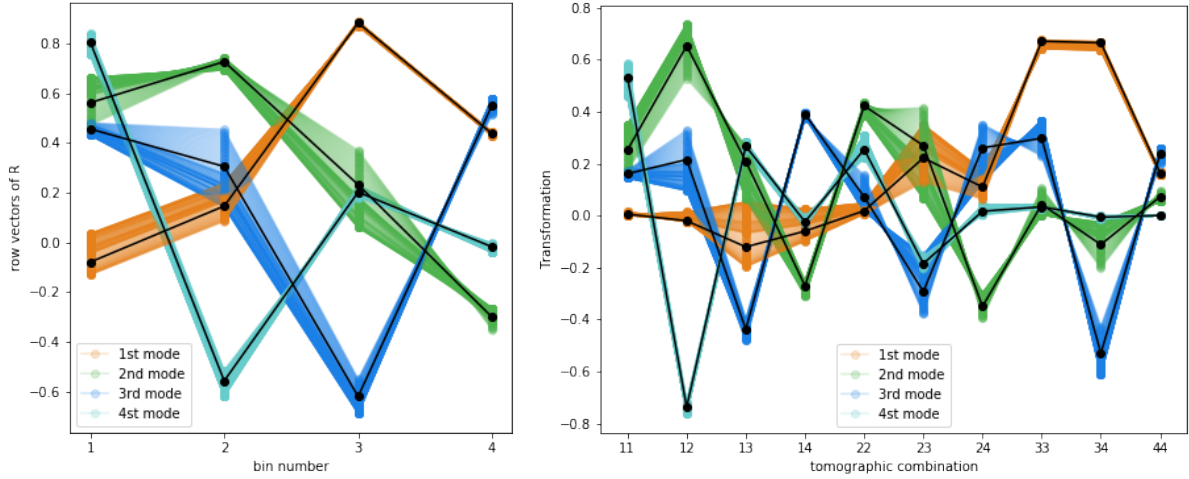 0.8
0.6
0.4
0.2
0.0
−0.2
−0.4
−0.6
row vectors of R
1st mode
2nd mode
3rd mode
4st mode
1 2 3 4
bin number
0.8
0.6
0.4
0.2
0.0
−0.2
−0.4
−0.6
−0.8
Transformation
1st mode
2nd mode
3rd mode
4st mode
11 12 13 14 22 23 24 33 34 44
tomographic combination